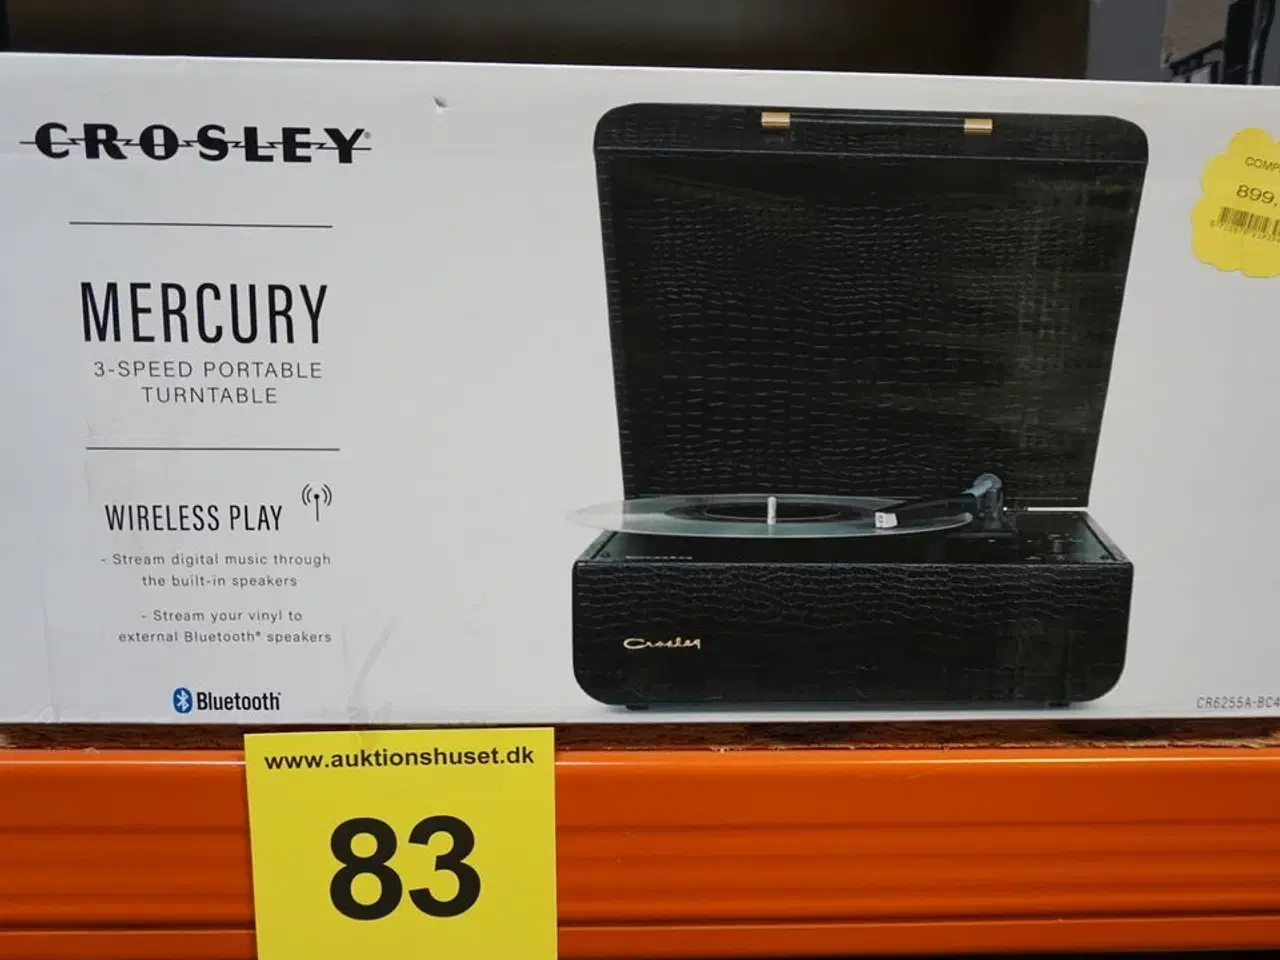 CROSLEY®
MERCURY
3-SPEED PORTABLE
TURNTABLE
WIRELESS PLAY
- Stream digital music through
the built-in speakers
- Stream your vinyl to
external Bluetooth® speakers
Bluetooth®
Crosley
COMP
899,
CR6255A-BC4
www.auktionshuset.dk
83